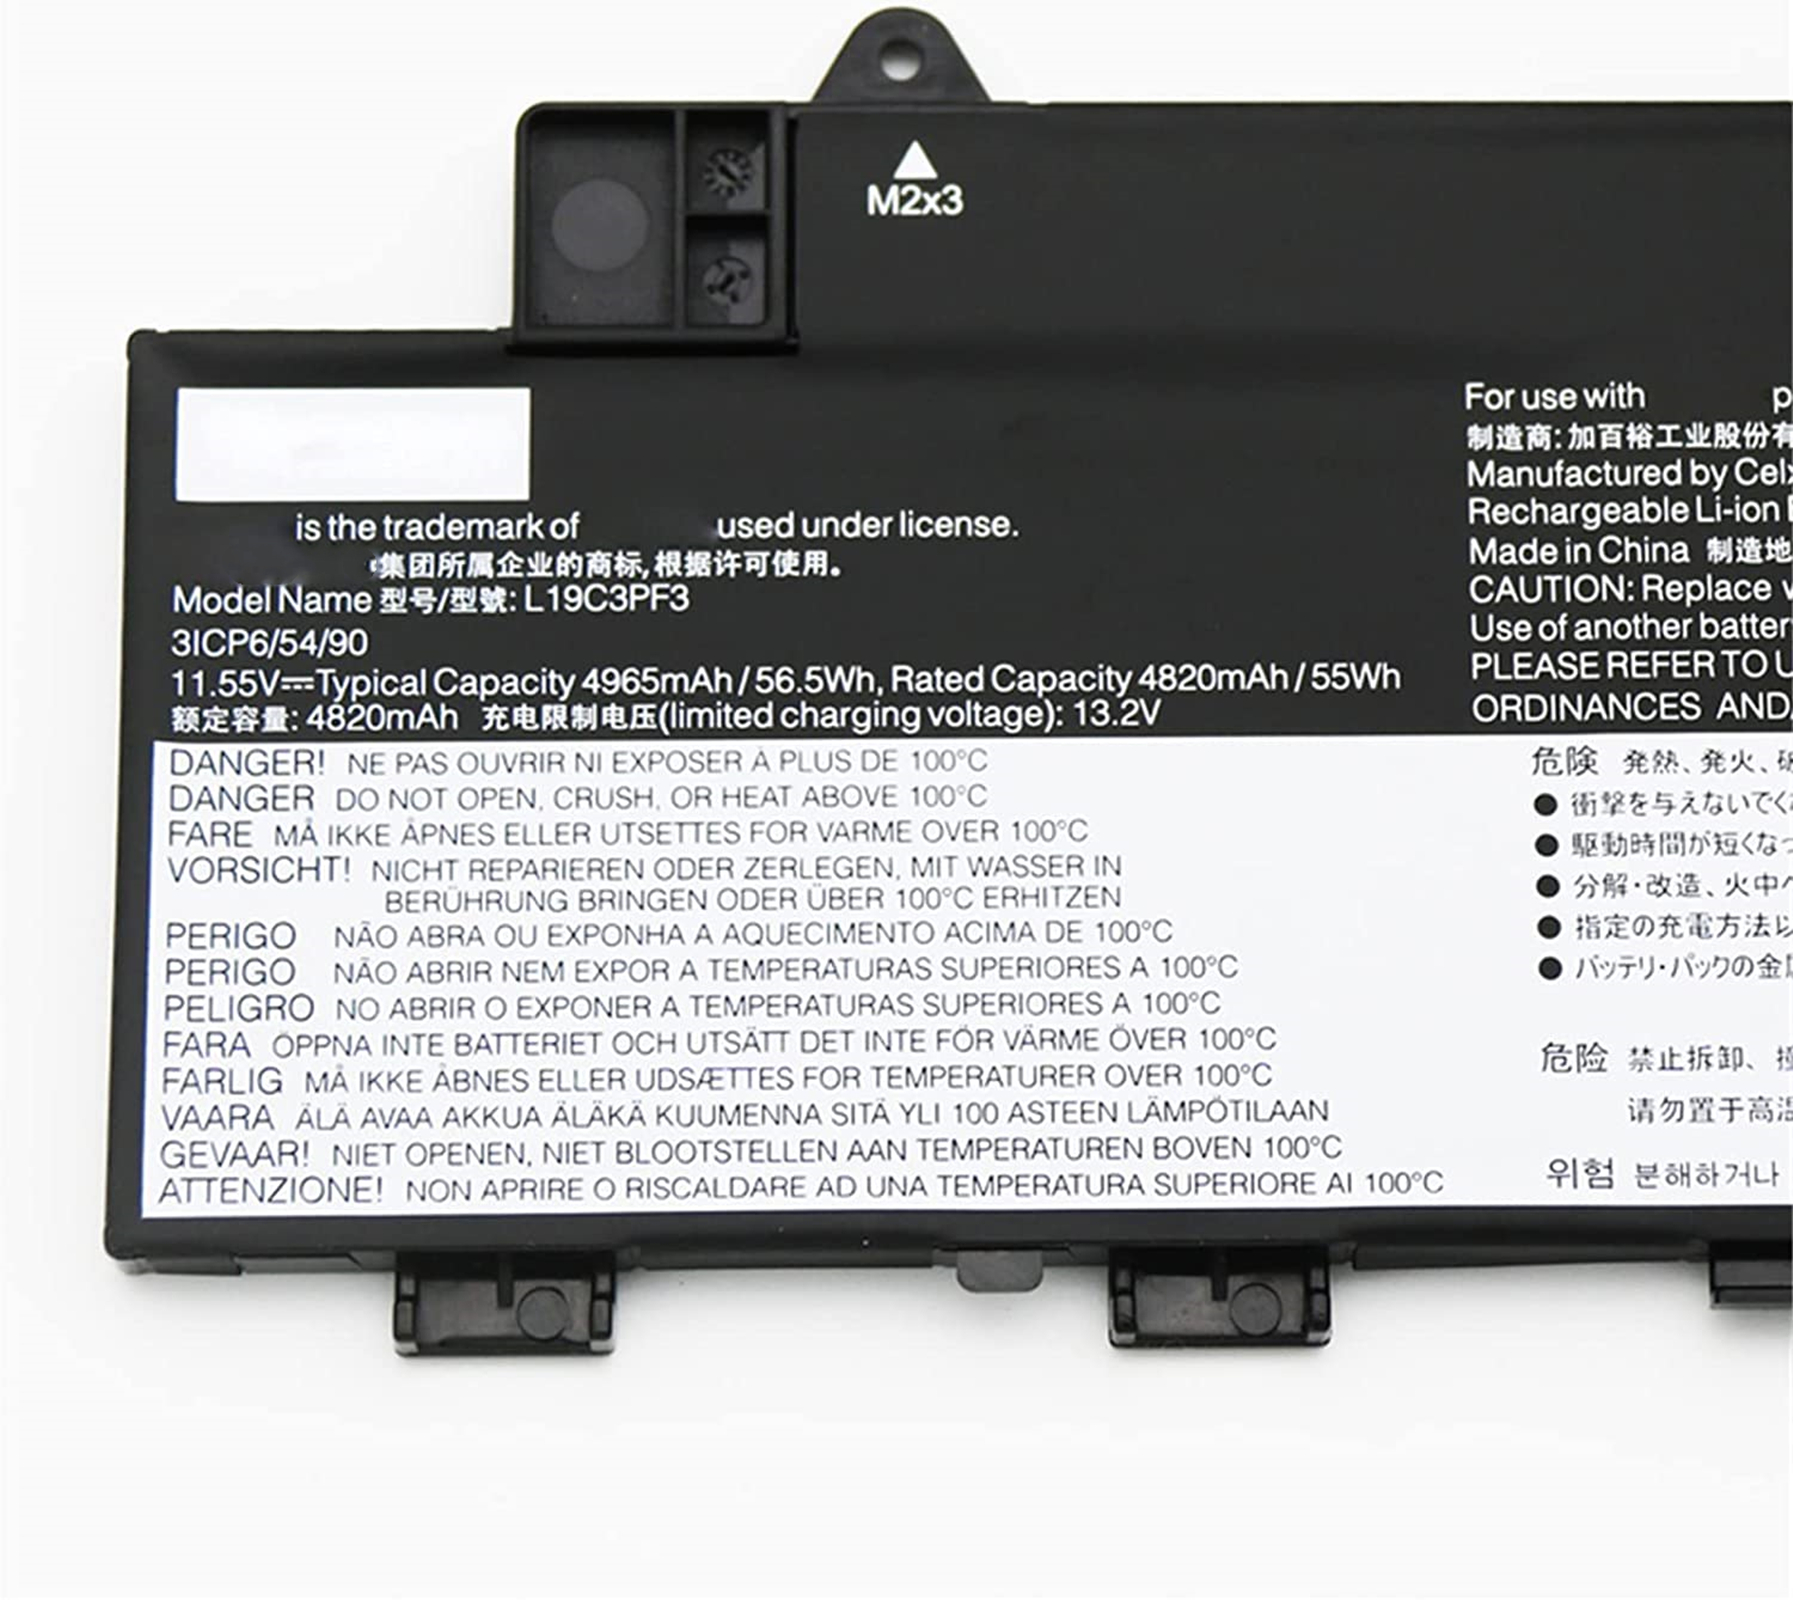 M2x3
is the trademark of used under license.
集团所属企业的商标,根据许可使用。
Model Name 型号/型號: L19C3PF3
3ICP6/54/90
11.55V⎓Typical Capacity 4965mAh / 56.5Wh, Rated Capacity 4820mAh / 55Wh
额定容量: 4820mAh 充电限制电压(limited charging voltage): 13.2V
DANGER! NE PAS OUVRIR NI EXPOSER À PLUS DE 100°C
DANGER DO NOT OPEN, CRUSH, OR HEAT ABOVE 100°C
FARE MÅ IKKE ÅPNES ELLER UTSETTES FOR VARME OVER 100°C
VORSICHT! NICHT REPARIEREN ODER ZERLEGEN, MIT WASSER IN
BERÜHRUNG BRINGEN ODER ÜBER 100°C ERHITZEN
PERIGO NÃO ABRA OU EXPONHA A AQUECIMENTO ACIMA DE 100°C
PERIGO NÃO ABRIR NEM EXPOR A TEMPERATURAS SUPERIORES A 100°C
PELIGRO NO ABRIR O EXPONER A TEMPERATURAS SUPERIORES A 100°C
FARA ÖPPNA INTE BATTERIET OCH UTSÄTT DET INTE FÖR VÄRME ÖVER 100°C
FARLIG MÅ IKKE ÅBNES ELLER UDSÆTTES FOR TEMPERATURER OVER 100°C
VAARA ÄLÄ AVAA AKKUA ÄLÄKÄ KUUMENNA SITÄ YLI 100 ASTEEN LÄMPÖTILAAN
GEVAAR! NIET OPENEN, NIET BLOOTSTELLEN AAN TEMPERATUREN BOVEN 100°C
ATTENZIONE! NON APRIRE O RISCALDARE AD UNA TEMPERATURA SUPERIORE AI 100°C
For use with p
制造商: 加百裕工业股份有
Manufactured by Cel
Rechargeable Li-ion
Made in China 制造地
CAUTION: Replace
Use of another batter
PLEASE REFER TO U
ORDINANCES AND
危険 発熱、発火、破
● 衝撃を与えないでく
● 駆動時間が短くなっ
● 分解・改造、火中へ
● 指定の充電方法以
● バッテリ・パックの金
危险 禁止拆卸、撞
请勿置于高温
위험 분해하거나